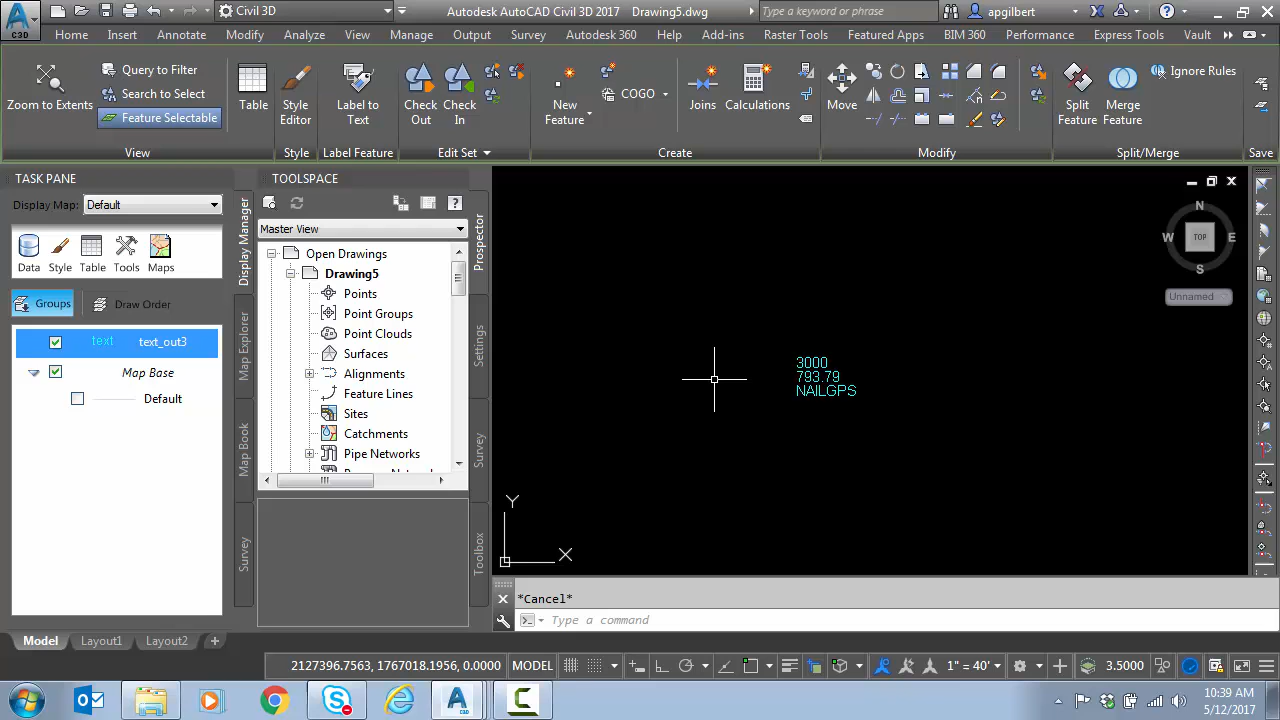 A
C3D
Civil 3D
Autodesk AutoCAD Civil 3D 2017 Drawing5.dwg
Type a keyword or phrase
apgilbert
Home Insert Annotate Modify Analyze View Manage Output Survey Autodesk 360 Help Add-ins Raster Tools Featured Apps BIM 360 Performance Express Tools Vault
Zoom to Extents
Query to Filter
Search to Select
Feature Selectable
View
Table
Style
Editor
Style
Label to
Text
Label Feature
Check
Out
Check
In
Edit Set
New
Feature
COGO
Joins
Calculations
Create
Move
Modify
Split
Feature
Merge
Feature
Ignore Rules
Split/Merge
Save
TASK PANE
Display Map: Default
Data Style Table Tools Maps
Groups Draw Order
text text_out3
Map Base
Default
Display Manager
Map Explorer
Map Book
Survey
TOOLSPACE
Master View
Open Drawings
Drawing5
Points
Point Groups
Point Clouds
Surfaces
Alignments
Feature Lines
Sites
Catchments
Pipe Networks
Prospector
Settings
Survey
Toolbox
3000
793.79
NAILGPS
N
W TOP E
S
Unnamed
Y
X
*Cancel*
Type a command
Model Layout1 Layout2 +
2127396.7563, 1767018.1956, 0.0000 MODEL
1" = 40'
3.5000
10:39 AM
5/12/2017